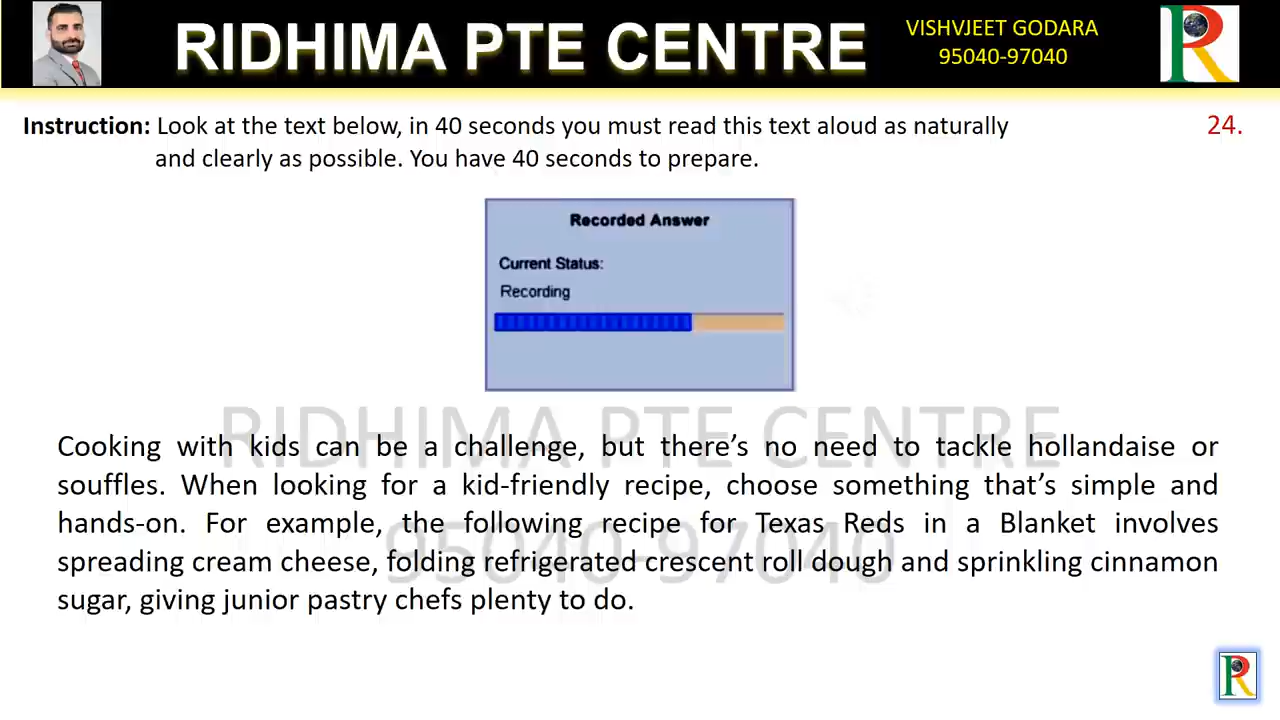 RIDHIMA PTE CENTRE
VISHVJEET GODARA
95040-97040
R
Instruction: Look at the text below, in 40 seconds you must read this text aloud as naturally
and clearly as possible. You have 40 seconds to prepare.
24.
Recorded Answer
Current Status:
Recording
RIDHIMA PTE CENTRE
Cooking with kids can be a challenge, but there’s no need to tackle hollandaise or
souffles. When looking for a kid-friendly recipe, choose something that’s simple and
hands-on. For example, the following recipe for Texas Reds in a Blanket involves
95040-97040
spreading cream cheese, folding refrigerated crescent roll dough and sprinkling cinnamon
sugar, giving junior pastry chefs plenty to do.
R